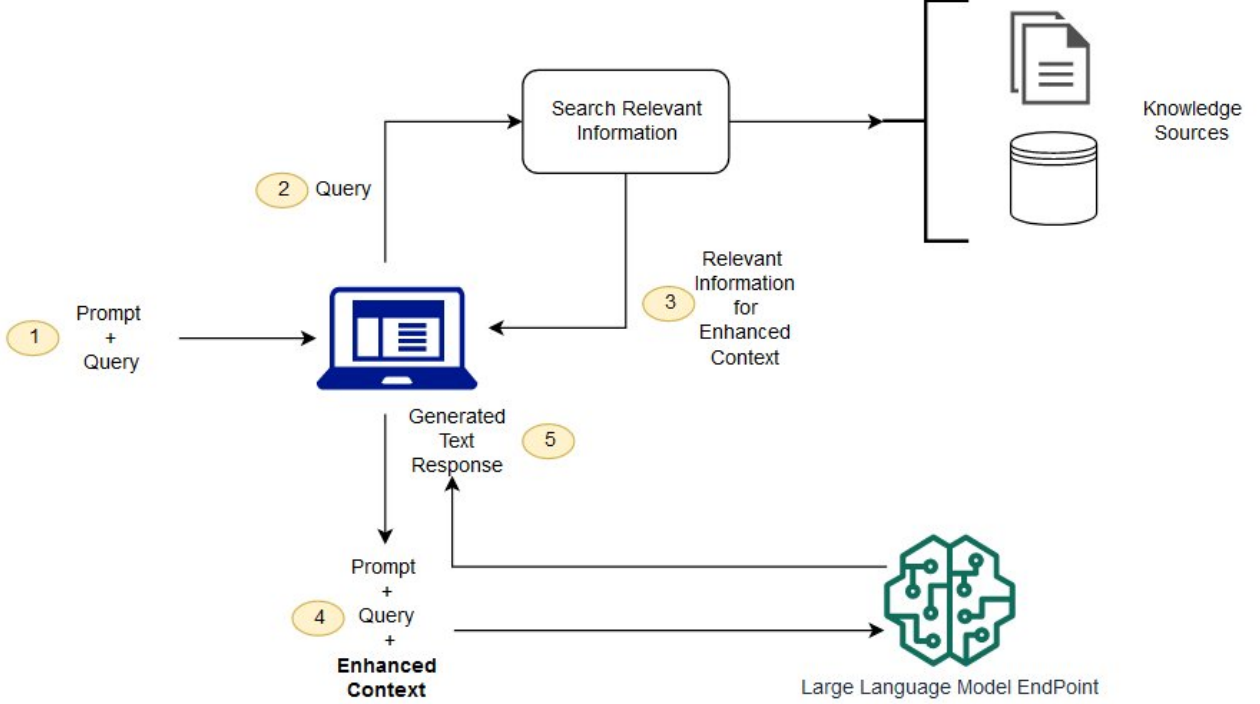 Search Relevant
Information
Knowledge
Sources
2 Query
Relevant
Information
for
Enhanced
Context
3
1
Prompt
+
Query
Generated
Text
Response
5
Prompt
+
Query
+
Enhanced
Context
4
Large Language Model EndPoint